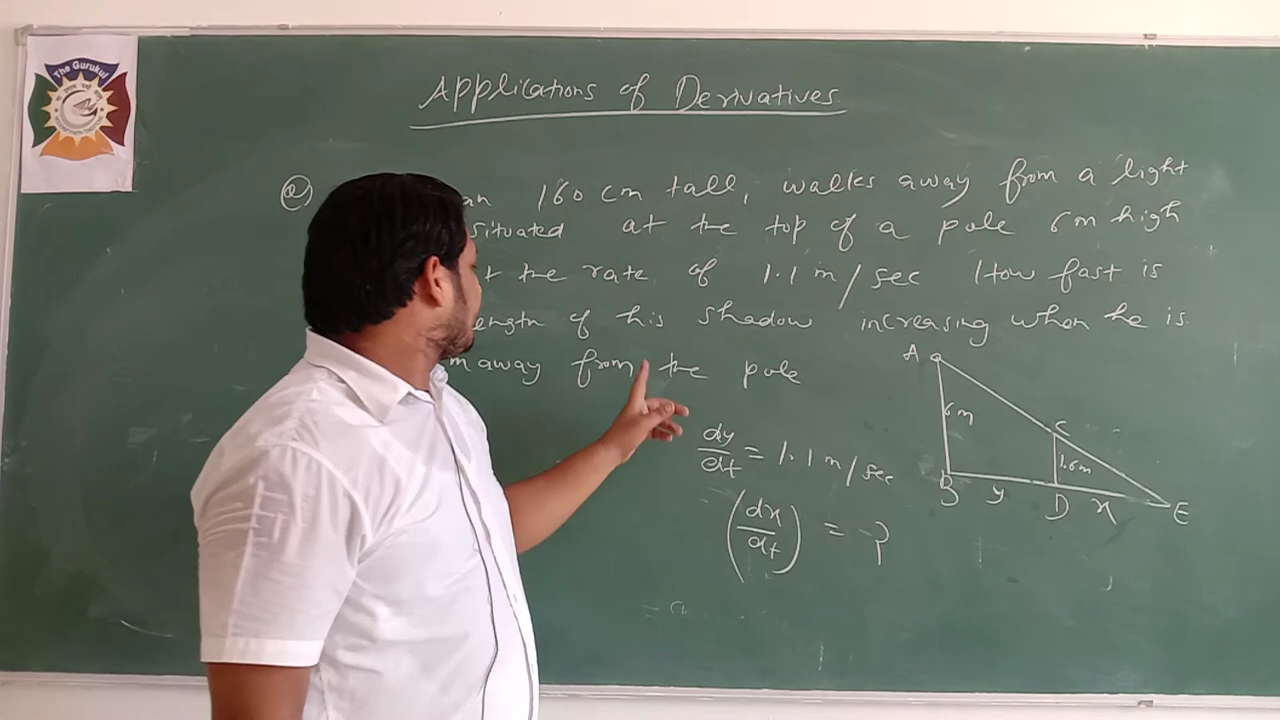 The Gurukul
Applications of Derivatives
(a) an 160 cm tall, walks away from a light
situated at the top of a pole 6m high
t the rate of 1.1 m/sec How fast is
ength of his shadow increasing when he is
m away from the pole
A
6m
C
1.6m
B y D x E
dy/dt = 1.1 m/sec
(dx/dt) = ?